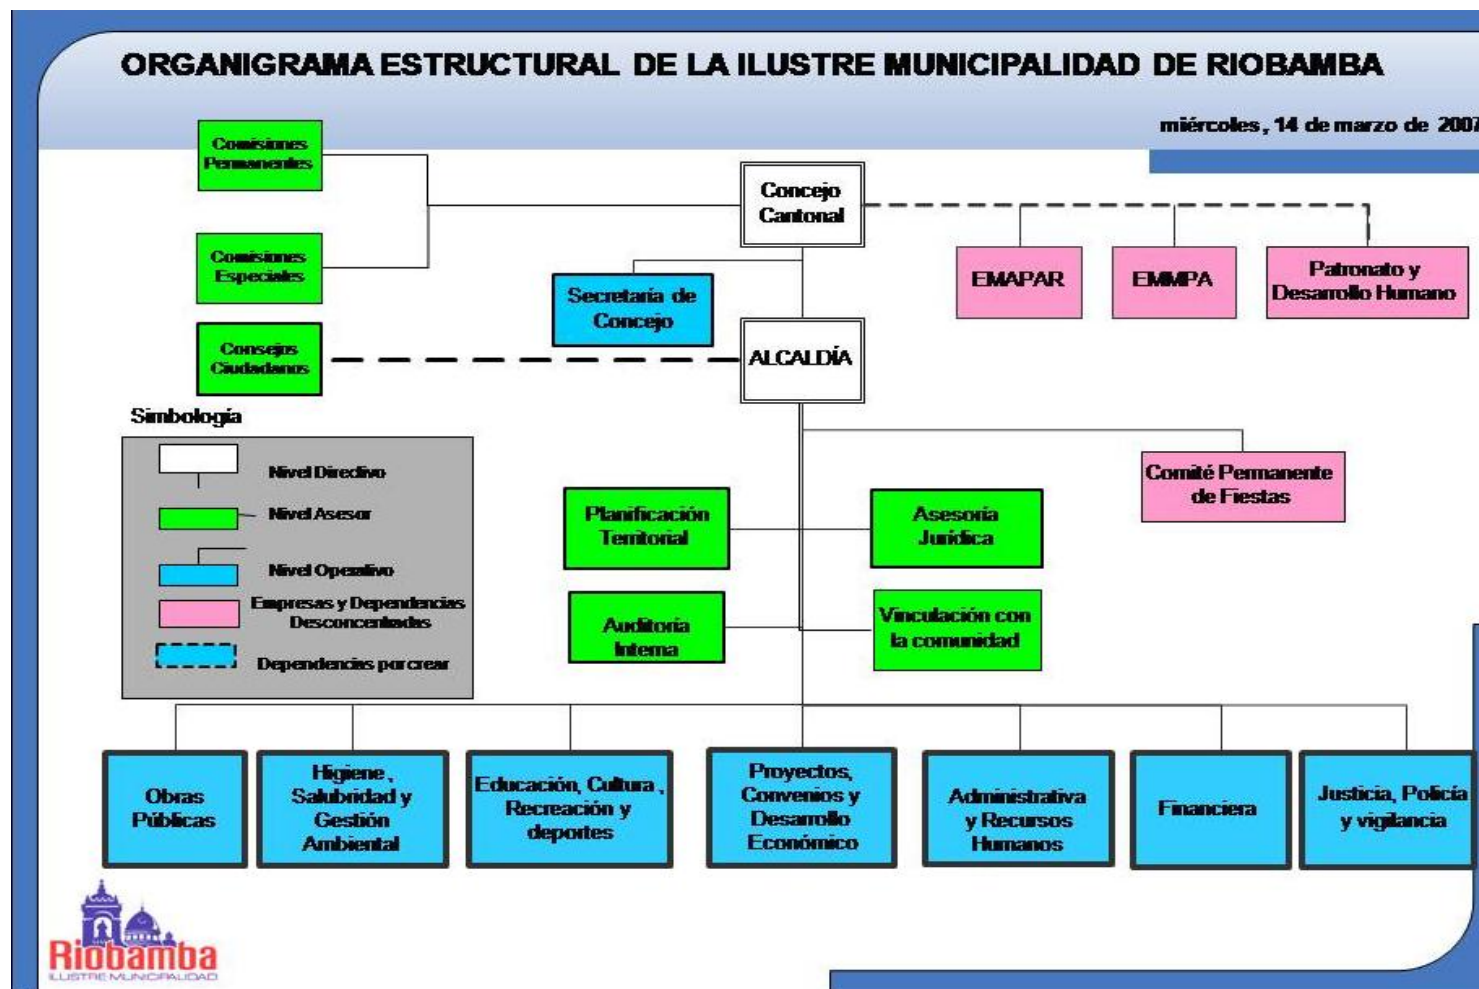 ORGANIGRAMA ESTRUCTURAL DE LA ILUSTRE MUNICIPALIDAD DE RIOBAMBA
miércoles, 14 de marzo de 2007
Comisiones
Permanentes
Concejo
Cantonal
Comisiones
Especiales
EMAPAR
EMMPA
Patronato y
Desarrollo Humano
Secretaría de
Concejo
Consejos
Ciudadanos
ALCALDÍA
Simbología
Nivel Directivo
Nivel Asesor
Nivel Operativo
Empresas y Dependencias
Desconcentradas
Dependencias por crear
Comité Permanente
de Fiestas
Planificación
Territorial
Asesoría
Jurídica
Auditoría
Interna
Vinculación con
la comunidad
Obras
Públicas
Higiene,
Salubridad y
Gestión
Ambiental
Educación, Cultura,
Recreación y
deportes
Proyectos,
Convenios y
Desarrollo
Económico
Administrativa
y Recursos
Humanos
Financiera
Justicia, Policía
y vigilancia
Riobamba
ILUSTRE MUNICIPALIDAD